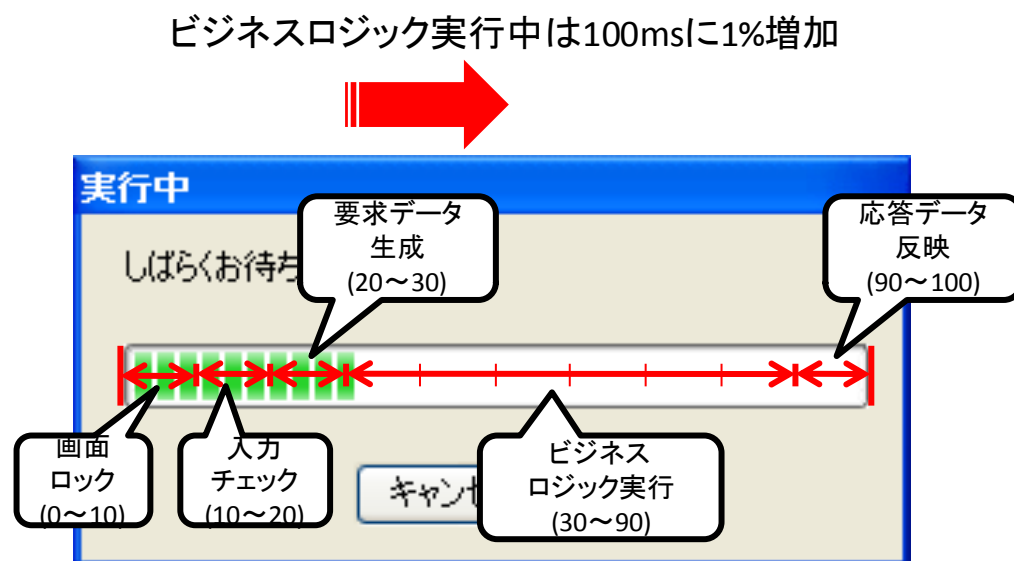 ビジネスロジック実行中は100msに1%増加
実行中
要求データ
生成
(20～30)
応答データ
反映
(90～100)
しばらくお待ち
画面
ロック
(0～10)
入力
チェック
(10～20)
キャンセ
ビジネス
ロジック実行
(30～90)